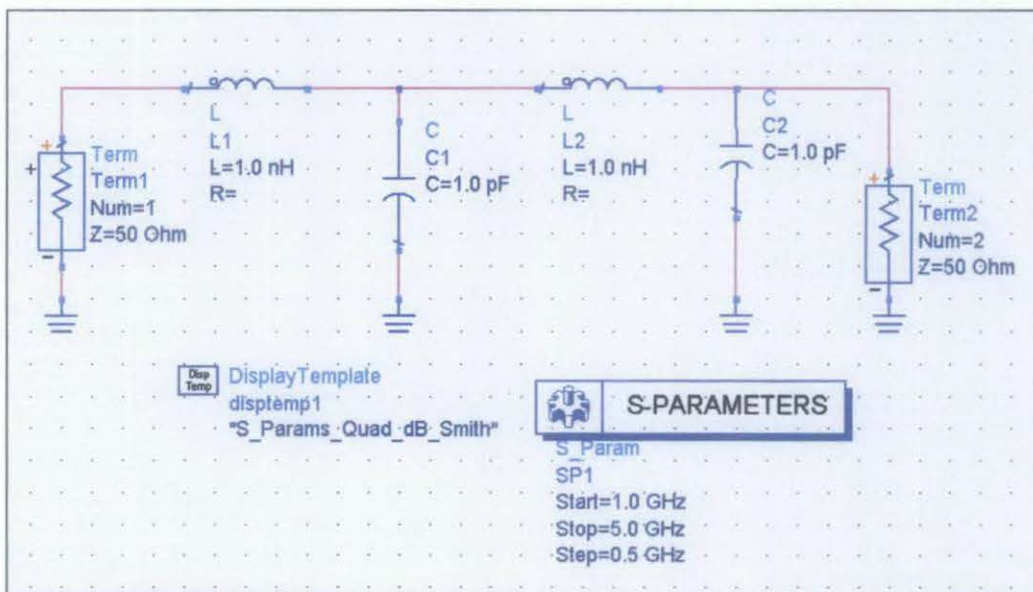 Term
Term1
Num=1
Z=50 Ohm
L
L1
L=1.0 nH
R=
C
C1
C=1.0 pF
L
L2
L=1.0 nH
R=
C
C2
C=1.0 pF
Term
Term2
Num=2
Z=50 Ohm
Disp
Temp
DisplayTemplate
disptemp1
"S_Params_Quad_dB_Smith"
S-PARAMETERS
S_Param
SP1
Start=1.0 GHz
Stop=5.0 GHz
Step=0.5 GHz